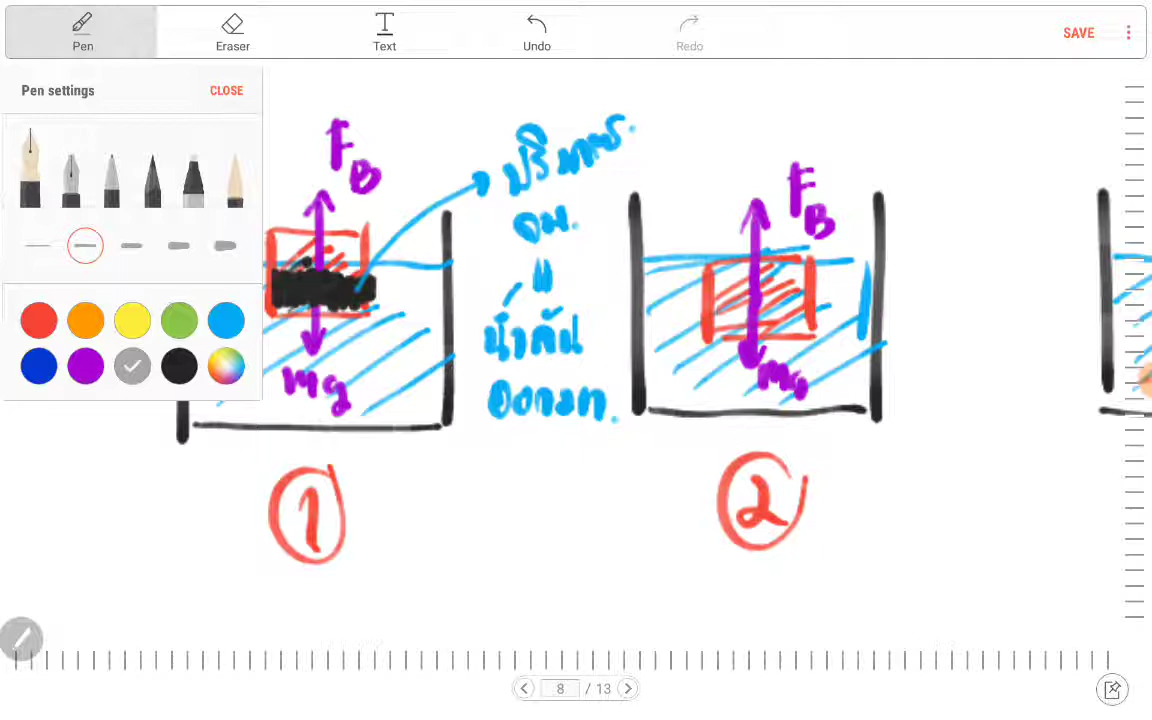 Pen
Eraser
Text
Undo
Redo
SAVE
Pen settings
CLOSE
F_B
mg
ปริมาตร
จม.
"
น้ำล้น
ออกมา.
F_B
mg
1
2
8 / 13